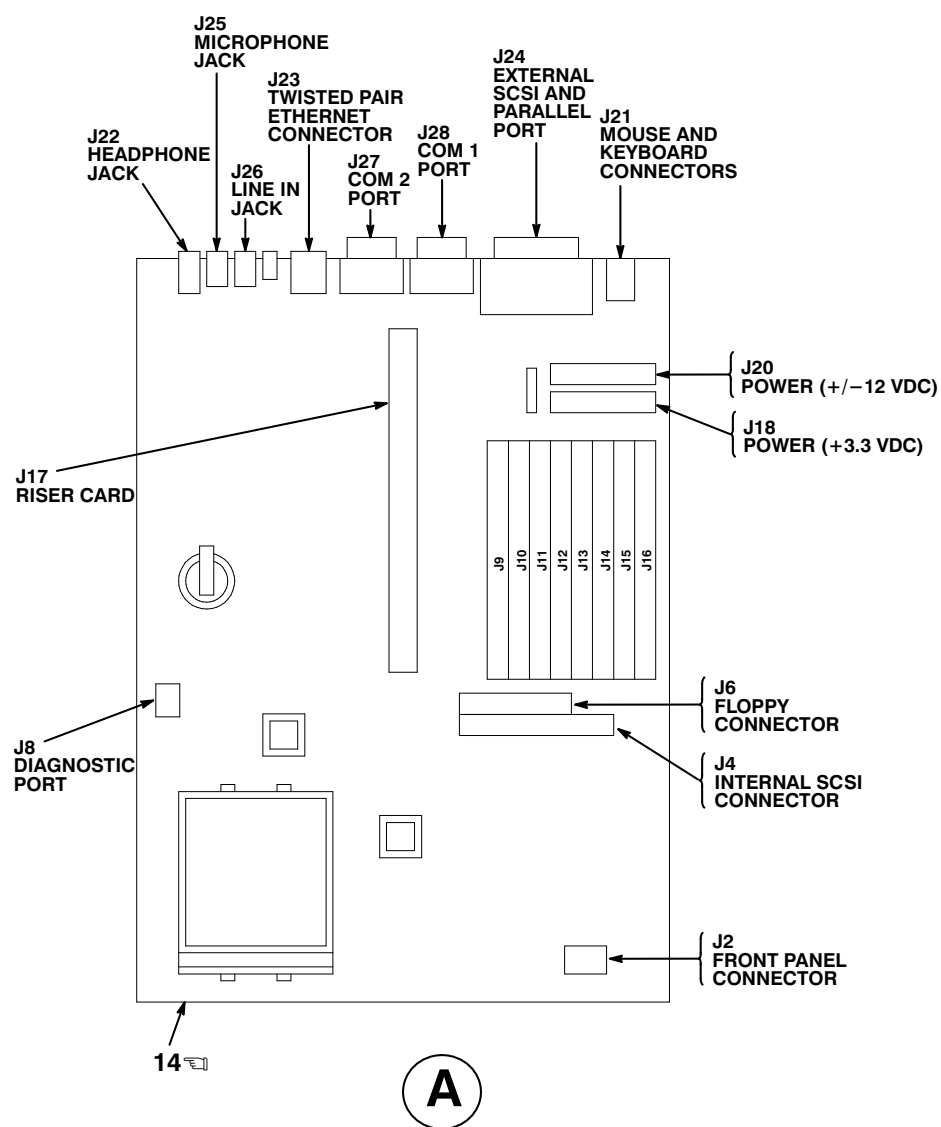 J25
MICROPHONE
JACK
J23
TWISTED PAIR
ETHERNET
CONNECTOR
J24
EXTERNAL
SCSI AND
PARALLEL
PORT
J21
MOUSE AND
KEYBOARD
CONNECTORS
J22
HEADPHONE
JACK
J26
LINE IN
JACK
J27
COM 2
PORT
J28
COM 1
PORT
J20
POWER (+/−12 VDC)
J18
POWER (+3.3 VDC)
J17
RISER CARD
J9
J10
J11
J12
J13
J14
J15
J16
J6
FLOPPY
CONNECTOR
J8
DIAGNOSTIC
PORT
J4
INTERNAL SCSI
CONNECTOR
J2
FRONT PANEL
CONNECTOR
14☜
A